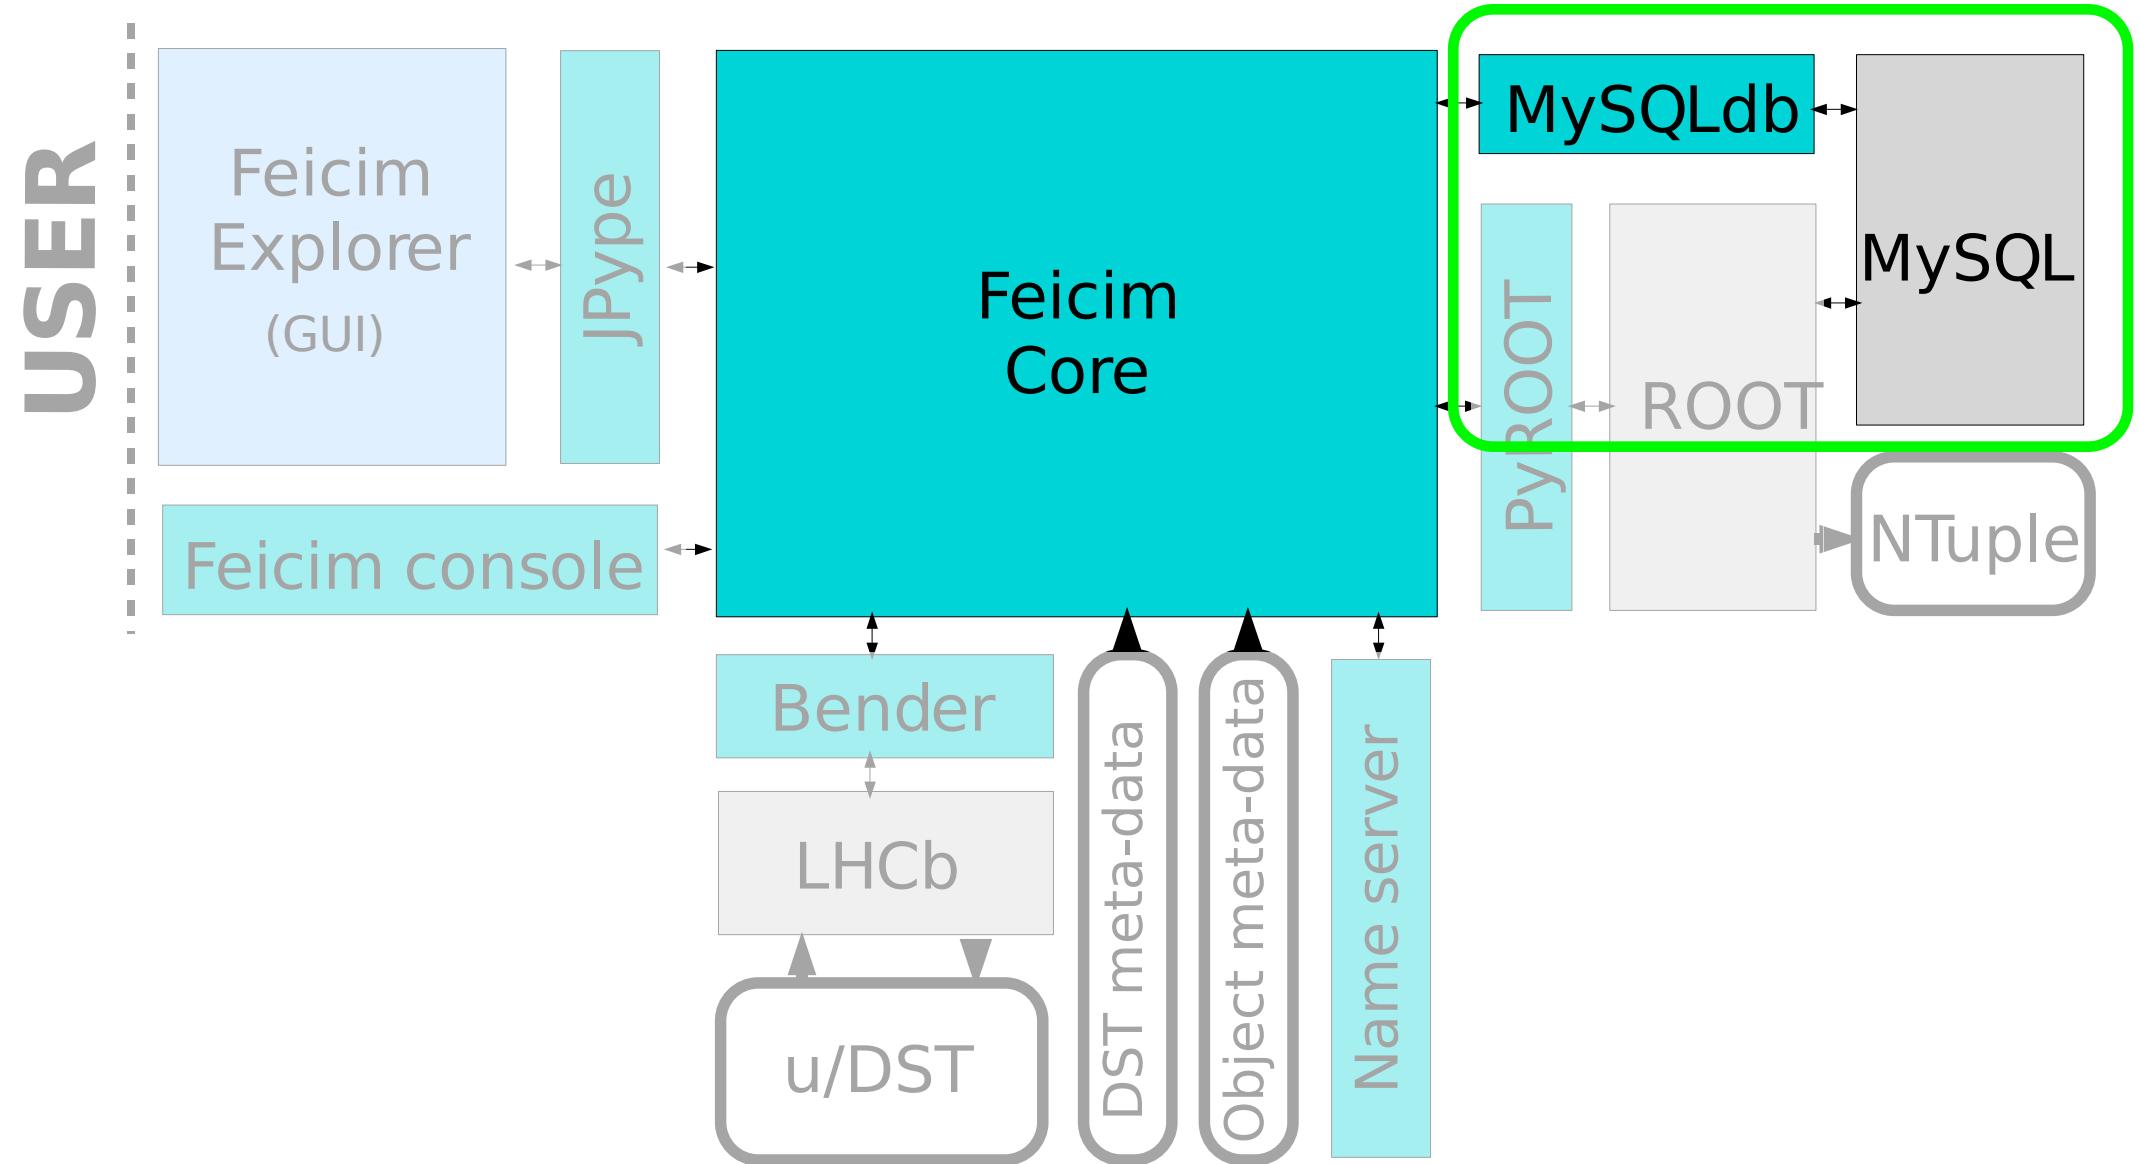 USER
Feicim
Explorer
(GUI)
JPype
Feicim console
Feicim
Core
MySQLdb
MySQL
PyROOT
ROOT
NTuple
Bender
LHCb
u/DST
DST meta-data
Object meta-data
Name server